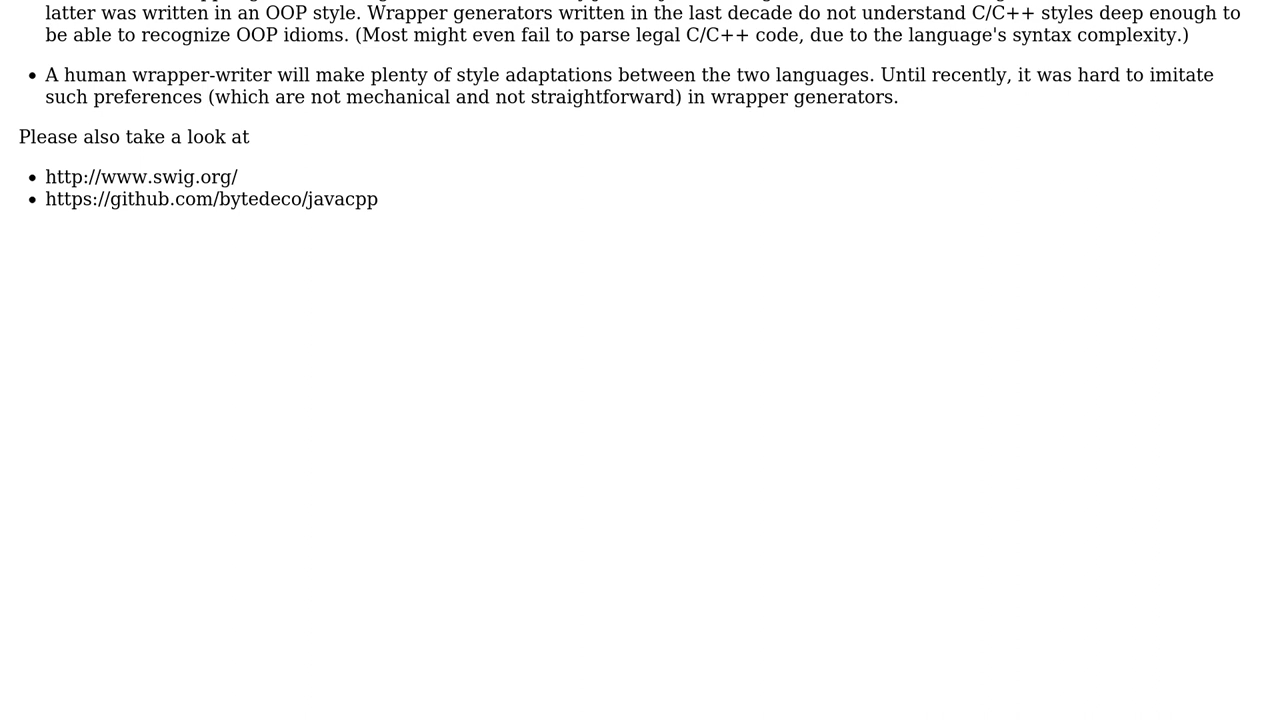 latter was written in an OOP style. Wrapper generators written in the last decade do not understand C/C++ styles deep enough to
be able to recognize OOP idioms. (Most might even fail to parse legal C/C++ code, due to the language's syntax complexity.)
• A human wrapper-writer will make plenty of style adaptations between the two languages. Until recently, it was hard to imitate
such preferences (which are not mechanical and not straightforward) in wrapper generators.
Please also take a look at
• http://www.swig.org/
• https://github.com/bytedeco/javacpp